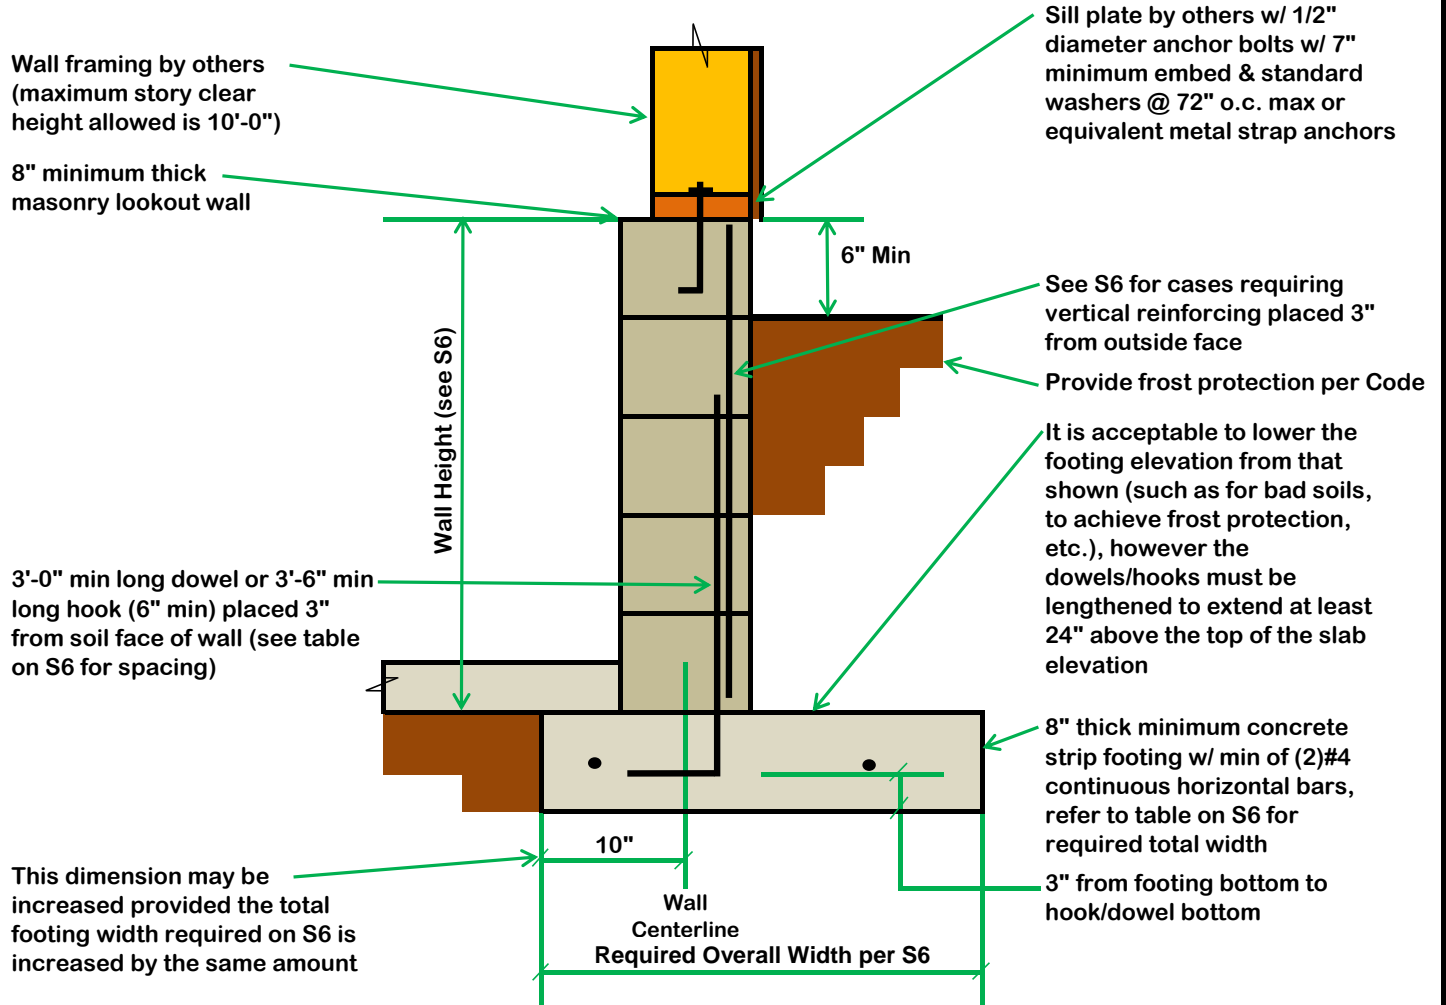 Wall framing by others
(maximum story clear
height allowed is 10'-0")
8" minimum thick
masonry lookout wall
Sill plate by others w/ 1/2"
diameter anchor bolts w/ 7"
minimum embed & standard
washers @ 72" o.c. max or
equivalent metal strap anchors
6" Min
See S6 for cases requiring
vertical reinforcing placed 3"
from outside face
Provide frost protection per Code
Wall Height (see S6)
It is acceptable to lower the
footing elevation from that
shown (such as for bad soils,
to achieve frost protection,
etc.), however the
dowels/hooks must be
lengthened to extend at least
24" above the top of the slab
elevation
3'-0" min long dowel or 3'-6" min
long hook (6" min) placed 3"
from soil face of wall (see table
on S6 for spacing)
8" thick minimum concrete
strip footing w/ min of (2)#4
continuous horizontal bars,
refer to table on S6 for
required total width
10"
3" from footing bottom to
hook/dowel bottom
This dimension may be
increased provided the total
footing width required on S6 is
increased by the same amount
Wall
Centerline
Required Overall Width per S6